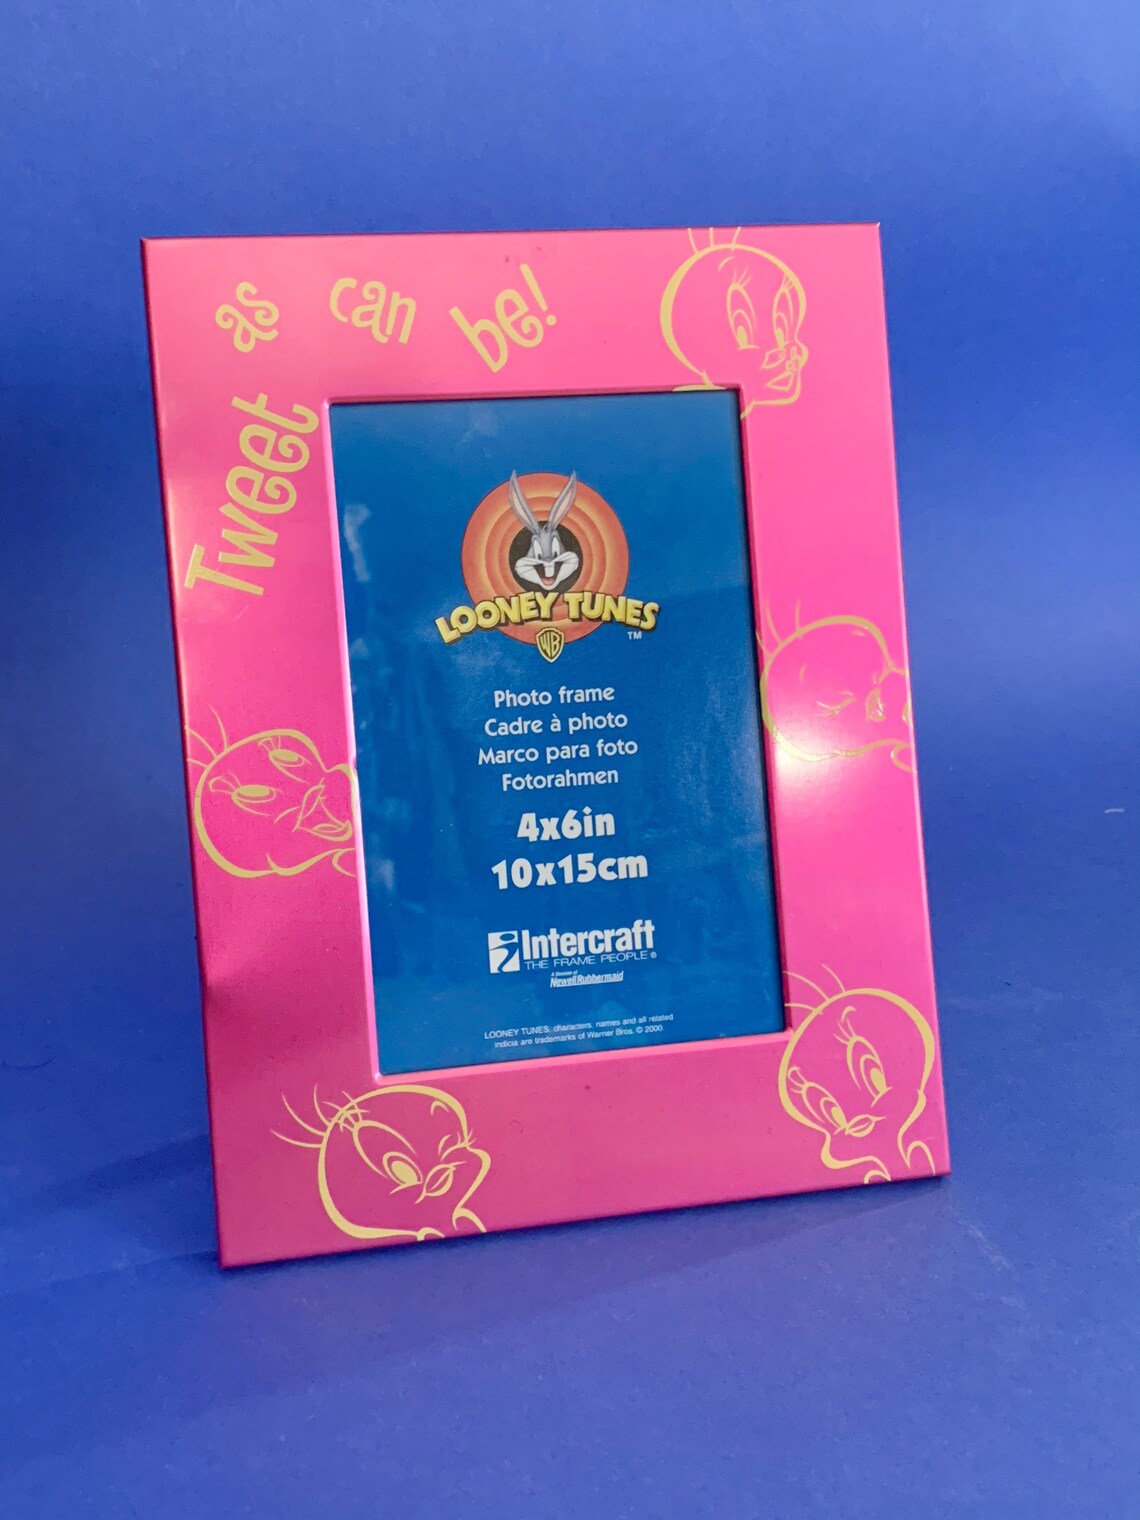 Tweet as can be!
LOONEY TUNES
TM
WB
Photo frame
Cadre à photo
Marco para foto
Fotorahmen
4x6in
10x15cm
Intercraft
THE FRAME PEOPLE®
A Division of
Newell Rubbermaid
LOONEY TUNES, characters, names and all related
indicia are trademarks of Warner Bros. © 2000.